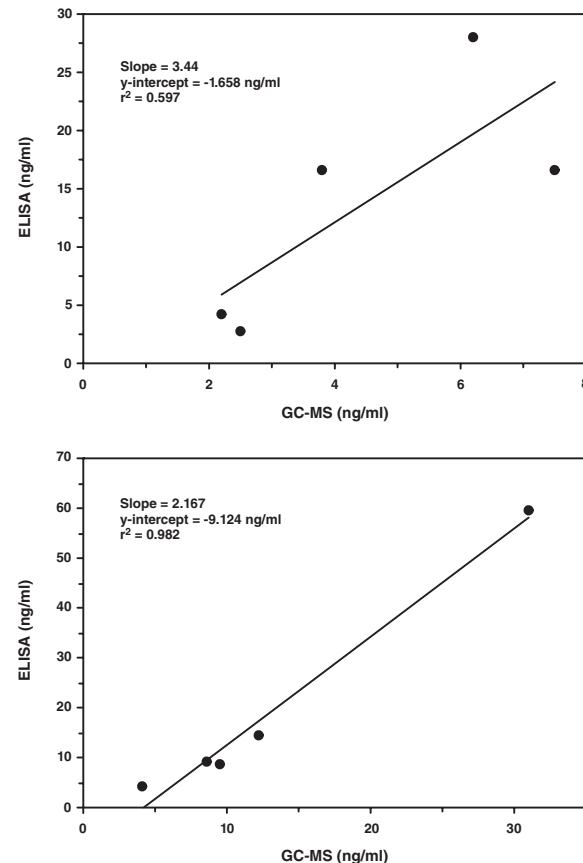 30
Slope = 3.44
y-intercept = -1.658 ng/ml
r² = 0.597
25
20
15
10
5
0
ELISA (ng/ml)
0 2 4 6 8
GC-MS (ng/ml)
70
Slope = 2.167
y-intercept = -9.124 ng/ml
r² = 0.982
60
50
40
30
20
10
0
ELISA (ng/ml)
0 10 20 30
GC-MS (ng/ml)